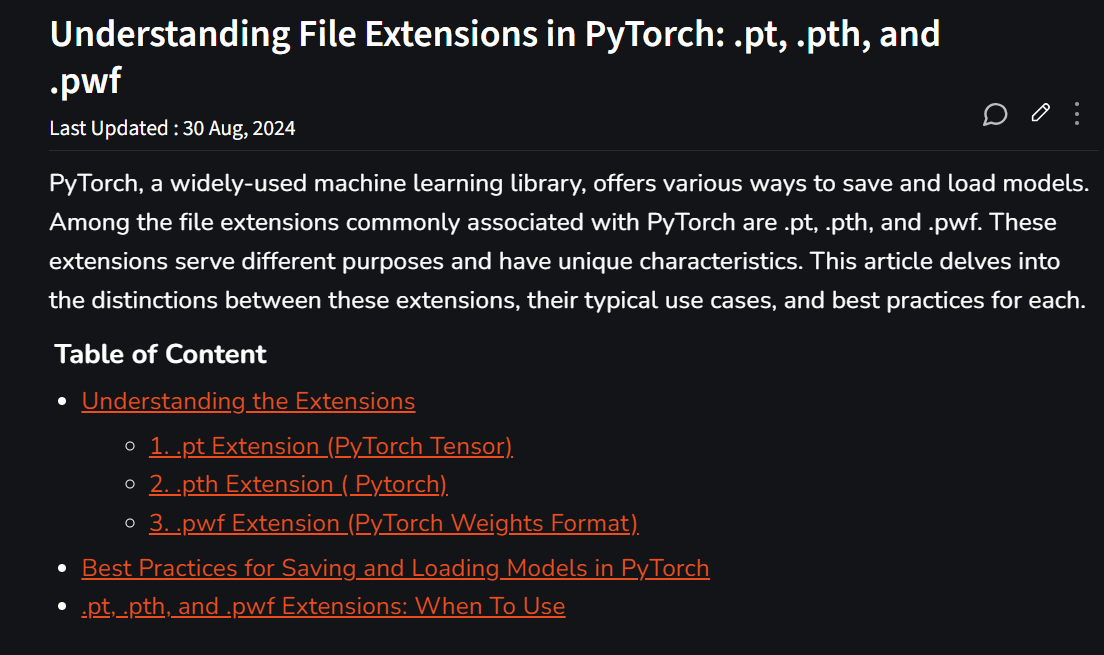 Understanding File Extensions in PyTorch: .pt, .pth, and
.pwf
Last Updated : 30 Aug, 2024
PyTorch, a widely-used machine learning library, offers various ways to save and load models.
Among the file extensions commonly associated with PyTorch are .pt, .pth, and .pwf. These
extensions serve different purposes and have unique characteristics. This article delves into
the distinctions between these extensions, their typical use cases, and best practices for each.
Table of Content
Understanding the Extensions
1. .pt Extension (PyTorch Tensor)
2. .pth Extension ( Pytorch)
3. .pwf Extension (PyTorch Weights Format)
Best Practices for Saving and Loading Models in PyTorch
.pt, .pth, and .pwf Extensions: When To Use